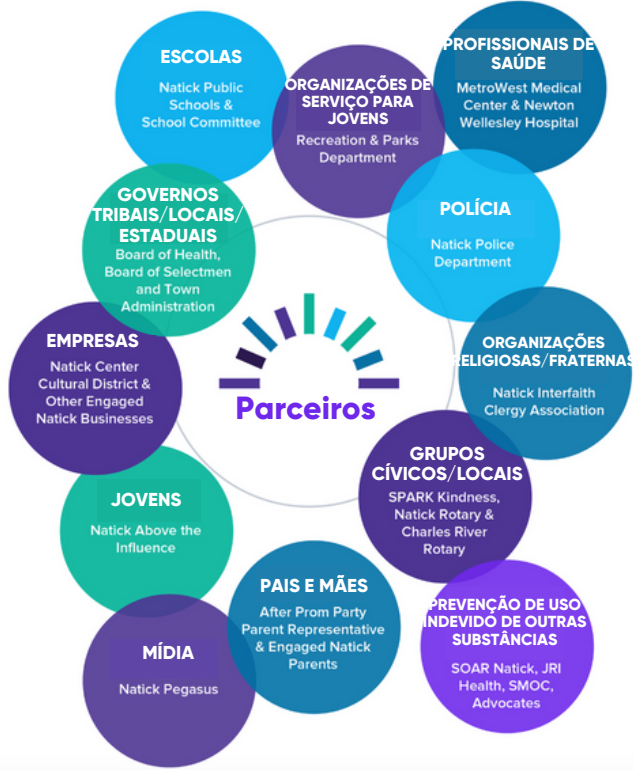 ESCOLAS
Natick Public
Schools &
School Committee
ORGANIZAÇÕES DE
SERVIÇO PARA
JOVENS
Recreation & Parks
Department
PROFISSIONAIS DE
SAÚDE
MetroWest Medical
Center & Newton
Wellesley Hospital
GOVERNOS
TRIBAIS/LOCAIS/
ESTADUAIS
Board of Health,
Board of Selectmen
and Town
Administration
POLÍCIA
Natick Police
Department
EMPRESAS
Natick Center
Cultural District &
Other Engaged
Natick Businesses
Parceiros
ORGANIZAÇÕES
RELIGIOSAS/FRATERNAS
Natick Interfaith
Clergy Association
GRUPOS
CÍVICOS/LOCAIS
SPARK Kindness,
Natick Rotary &
Charles River
Rotary
JOVENS
Natick Above the
Influence
PAIS E MÃES
After Prom Party
Parent Representative
& Engaged Natick
Parents
PREVENÇÃO DE USO
INDEVIDO DE OUTRAS
SUBSTÂNCIAS
SOAR Natick, JRI
Health, SMOC,
Advocates
MÍDIA
Natick Pegasus